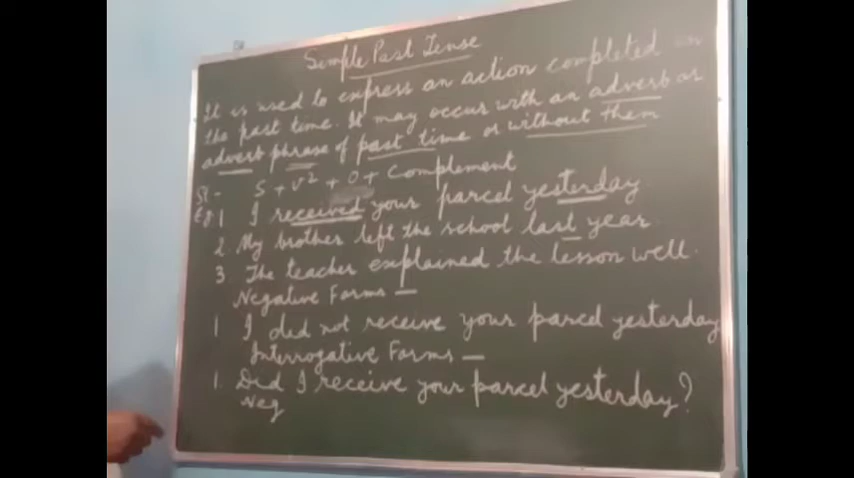 Simple Past Tense
It is used to express an action completed in
the past time. It may occur with an adverb or
advert phrase of past time or without them
St- S + V2 + O + Complement
Eg. 1 I received your parcel yesterday.
2 My brother left the school last year.
3 The teacher explained the lesson well.
Negative Forms —
1 I did not receive your parcel yesterday
Interrogative Forms —
1. Did I receive your parcel yesterday?
Neg